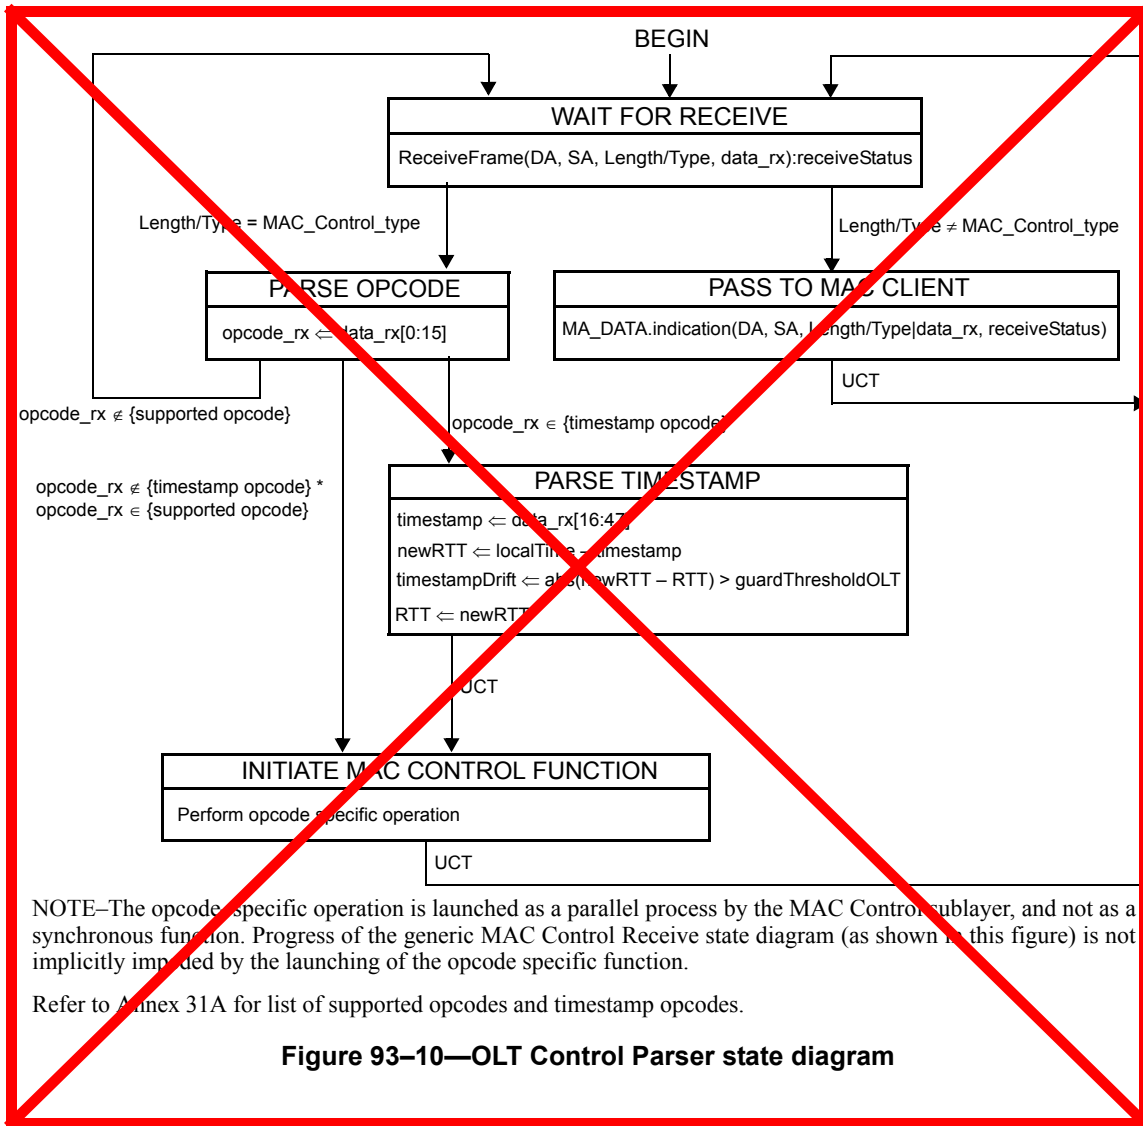 BEGIN
WAIT FOR RECEIVE
ReceiveFrame(DA, SA, Length/Type, data_rx):receiveStatus
Length/Type = MAC_Control_type
Length/Type ≠ MAC_Control_type
PARSE OPCODE
opcode_rx ⇐ data_rx[0:15]
PASS TO MAC CLIENT
MA_DATA.indication(DA, SA, Length/Type|data_rx, receiveStatus)
UCT
opcode_rx ∉ {supported opcode}
opcode_rx ∈ {timestamp opcode}
opcode_rx ∉ {timestamp opcode} *
opcode_rx ∈ {supported opcode}
PARSE TIMESTAMP
timestamp ⇐ data_rx[16:47]
newRTT ⇐ localTime – timestamp
timestampDrift ⇐ abs(newRTT – RTT) > guardThresholdOLT
RTT ⇐ newRTT
UCT
INITIATE MAC CONTROL FUNCTION
Perform opcode specific operation
UCT
NOTE–The opcode-specific operation is launched as a parallel process by the MAC Control sublayer, and not as a
synchronous function. Progress of the generic MAC Control Receive state diagram (as shown in this figure) is not
implicitly impeded by the launching of the opcode specific function.
Refer to Annex 31A for list of supported opcodes and timestamp opcodes.
Figure 93–10—OLT Control Parser state diagram